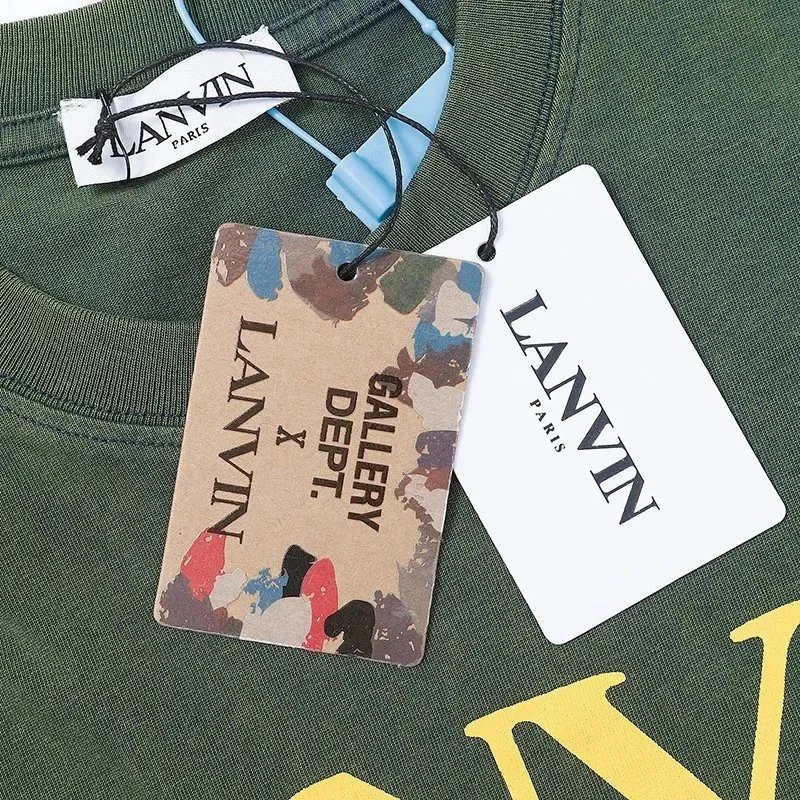 LANVIN
PARIS
GALLERY
DEPT.
X
LANVIN
LANVIN
PARIS